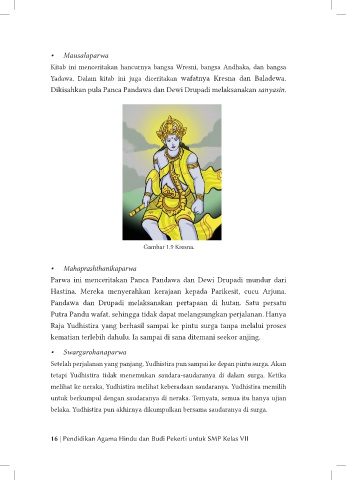 • Mausalaparwa
Kitab ini menceritakan hancurnya bangsa Wresni, bangsa Andhaka, dan bangsa
Yadawa. Dalam kitab ini juga diceritakan wafatnya Kresna dan Baladewa.
Dikisahkan pula Panca Pandawa dan Dewi Drupadi melaksanakan sanyasin.
Gambar 1.9 Kresna.
• Mahaprashthanikaparwa
Parwa ini menceritakan Panca Pandawa dan Dewi Drupadi mundur dari
Hastina. Mereka menyerahkan kerajaan kepada Parikesit, cucu Arjuna.
Pandawa dan Drupadi melaksanakan pertapaan di hutan. Satu persatu
Putra Pandu wafat, sehingga tidak dapat melangsungkan perjalanan. Hanya
Raja Yudhistira yang berhasil sampai ke pintu surga tanpa melalui proses
kematian terlebih dahulu. Ia sampai di sana ditemani seekor anjing.
• Swargarohanaparwa
Setelah perjalanan yang panjang, Yudhistira pun sampai ke depan pintu surga. Akan
tetapi Yudhistira tidak menemukan saudara-saudaranya di dalam surga. Ketika
melihat ke neraka, Yudhistira melihat keberadaan saudaranya. Yudhistira memilih
untuk berkumpul dengan saudaranya di neraka. Ternyata, semua itu hanya ujian
belaka. Yudhistira pun akhirnya dikumpulkan bersama saudaranya di surga.
16 | Pendidikan Agama Hindu dan Budi Pekerti untuk SMP Kelas VII